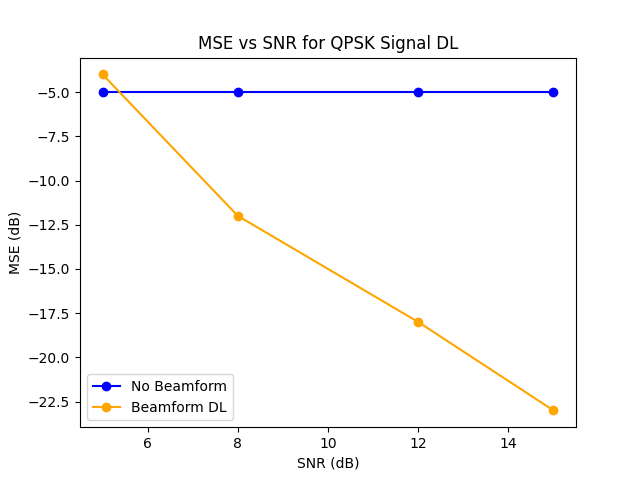 MSE vs SNR for QPSK Signal DL
MSE (dB)
−5.0
−7.5
−10.0
−12.5
−15.0
−17.5
−20.0
−22.5
No Beamform
Beamform DL
6 8 10 12 14
SNR (dB)